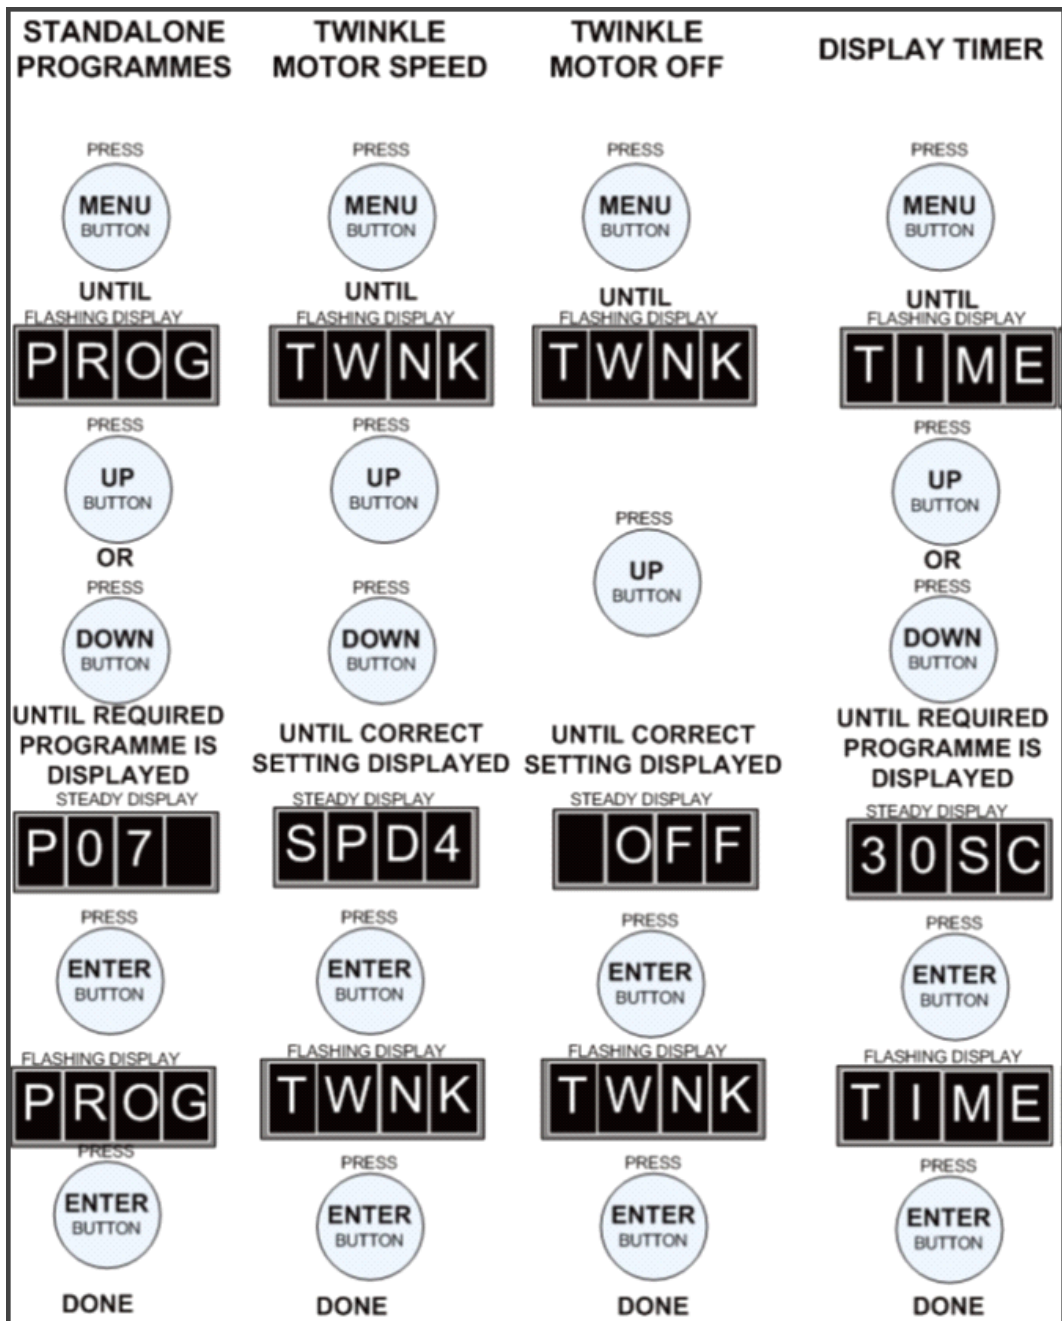 STANDALONE
PROGRAMMES
PRESS
MENU
BUTTON
UNTIL
FLASHING DISPLAY
PROG
PRESS
UP
BUTTON
OR
PRESS
DOWN
BUTTON
UNTIL REQUIRED
PROGRAMME IS
DISPLAYED
STEADY DISPLAY
P07
PRESS
ENTER
BUTTON
FLASHING DISPLAY
PROG
PRESS
ENTER
BUTTON
DONE
TWINKLE
MOTOR SPEED
PRESS
MENU
BUTTON
UNTIL
FLASHING DISPLAY
TWNK
PRESS
UP
BUTTON
PRESS
DOWN
BUTTON
UNTIL CORRECT
SETTING DISPLAYED
STEADY DISPLAY
SPD4
PRESS
ENTER
BUTTON
FLASHING DISPLAY
TWNK
PRESS
ENTER
BUTTON
DONE
TWINKLE
MOTOR OFF
PRESS
MENU
BUTTON
UNTIL
FLASHING DISPLAY
TWNK
PRESS
UP
BUTTON
UNTIL CORRECT
SETTING DISPLAYED
STEADY DISPLAY
OFF
PRESS
ENTER
BUTTON
FLASHING DISPLAY
TWNK
PRESS
ENTER
BUTTON
DONE
DISPLAY TIMER
PRESS
MENU
BUTTON
UNTIL
FLASHING DISPLAY
TIME
PRESS
UP
BUTTON
OR
PRESS
DOWN
BUTTON
UNTIL REQUIRED
PROGRAMME IS
DISPLAYED
STEADY DISPLAY
30SC
PRESS
ENTER
BUTTON
FLASHING DISPLAY
TIME
PRESS
ENTER
BUTTON
DONE